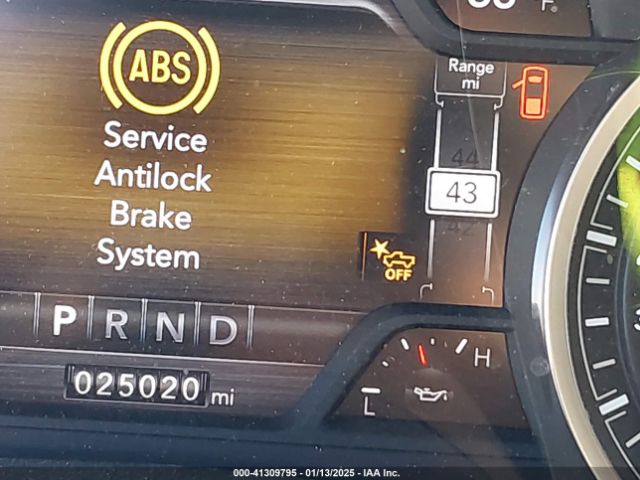 °F
ABS
Range
mi
Service
Antilock
44
Brake
43
42
System
OFF
P R N D
H
025020 mi
L
000-41309795 - 01/13/2025 - IAA Inc.